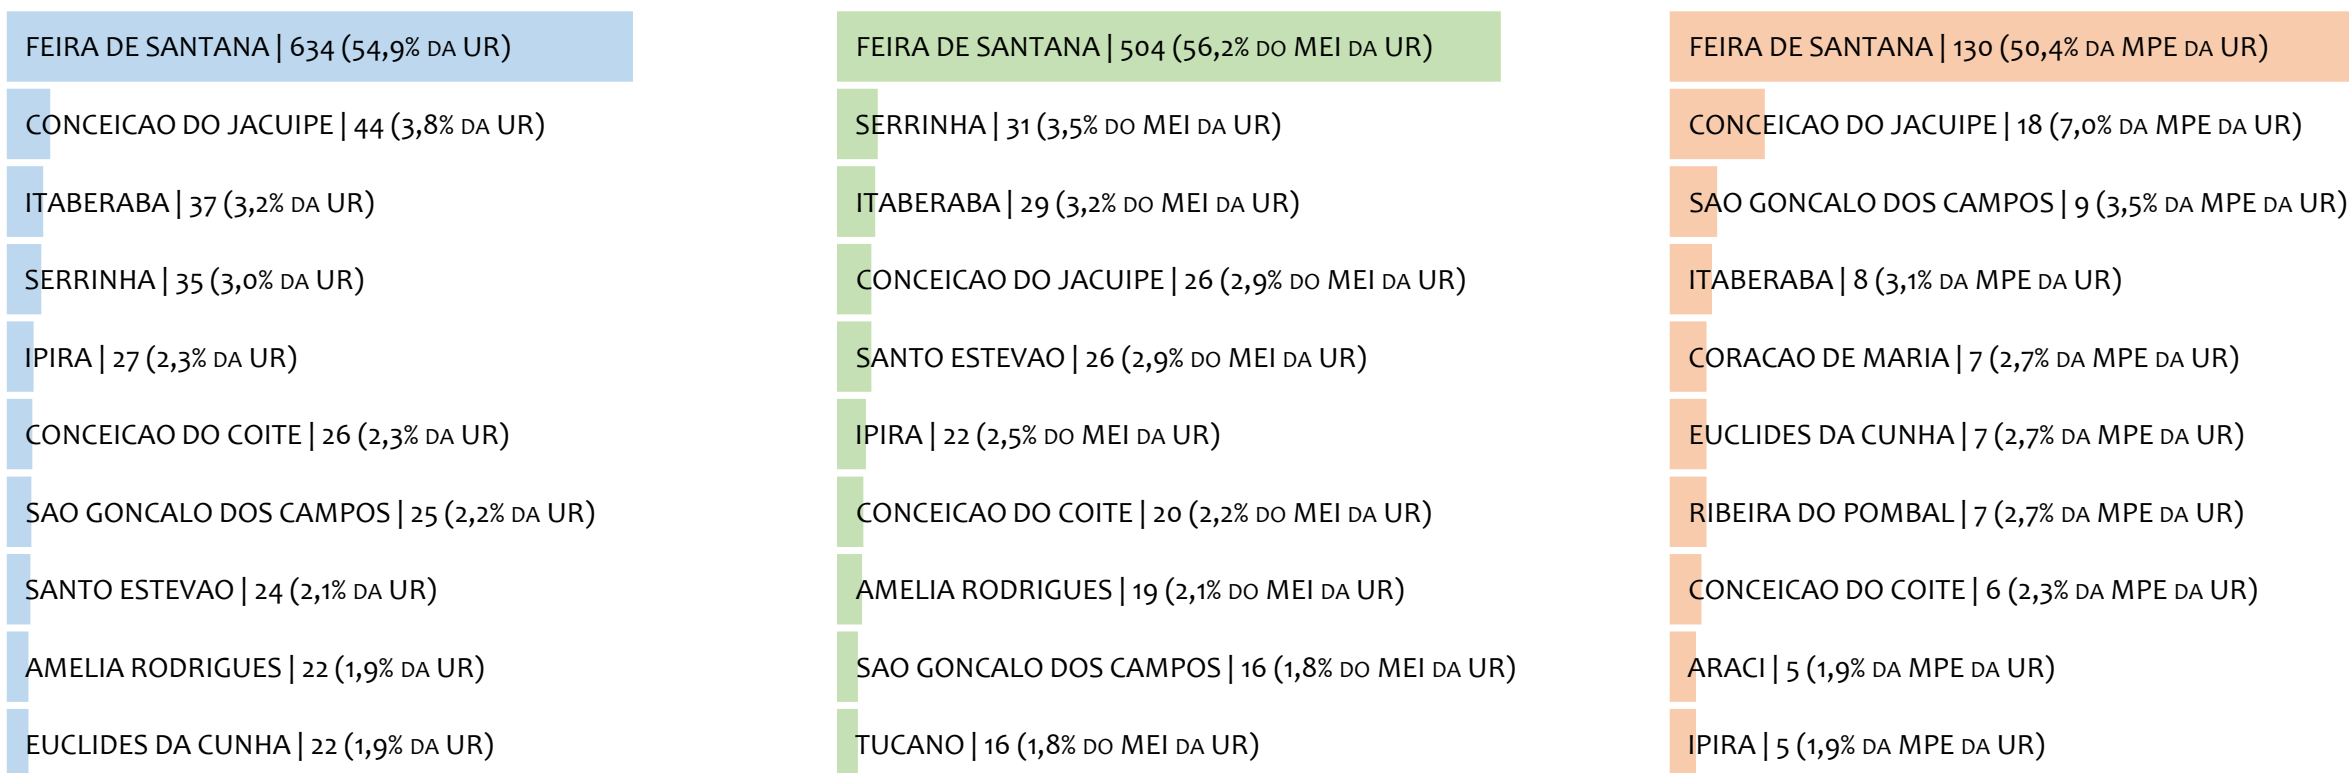 FEIRA DE SANTANA | 634 (54,9% DA UR)
CONCEICAO DO JACUIPE | 44 (3,8% DA UR)
ITABERABA | 37 (3,2% DA UR)
SERRINHA | 35 (3,0% DA UR)
IPIRA | 27 (2,3% DA UR)
CONCEICAO DO COITE | 26 (2,3% DA UR)
SAO GONCALO DOS CAMPOS | 25 (2,2% DA UR)
SANTO ESTEVAO | 24 (2,1% DA UR)
AMELIA RODRIGUES | 22 (1,9% DA UR)
EUCLIDES DA CUNHA | 22 (1,9% DA UR)
FEIRA DE SANTANA | 504 (56,2% DO MEI DA UR)
SERRINHA | 31 (3,5% DO MEI DA UR)
ITABERABA | 29 (3,2% DO MEI DA UR)
CONCEICAO DO JACUIPE | 26 (2,9% DO MEI DA UR)
SANTO ESTEVAO | 26 (2,9% DO MEI DA UR)
IPIRA | 22 (2,5% DO MEI DA UR)
CONCEICAO DO COITE | 20 (2,2% DO MEI DA UR)
AMELIA RODRIGUES | 19 (2,1% DO MEI DA UR)
SAO GONCALO DOS CAMPOS | 16 (1,8% DO MEI DA UR)
TUCANO | 16 (1,8% DO MEI DA UR)
FEIRA DE SANTANA | 130 (50,4% DA MPE DA UR)
CONCEICAO DO JACUIPE | 18 (7,0% DA MPE DA UR)
SAO GONCALO DOS CAMPOS | 9 (3,5% DA MPE DA UR)
ITABERABA | 8 (3,1% DA MPE DA UR)
CORACAO DE MARIA | 7 (2,7% DA MPE DA UR)
EUCLIDES DA CUNHA | 7 (2,7% DA MPE DA UR)
RIBEIRA DO POMBAL | 7 (2,7% DA MPE DA UR)
CONCEICAO DO COITE | 6 (2,3% DA MPE DA UR)
ARACI | 5 (1,9% DA MPE DA UR)
IPIRA | 5 (1,9% DA MPE DA UR)